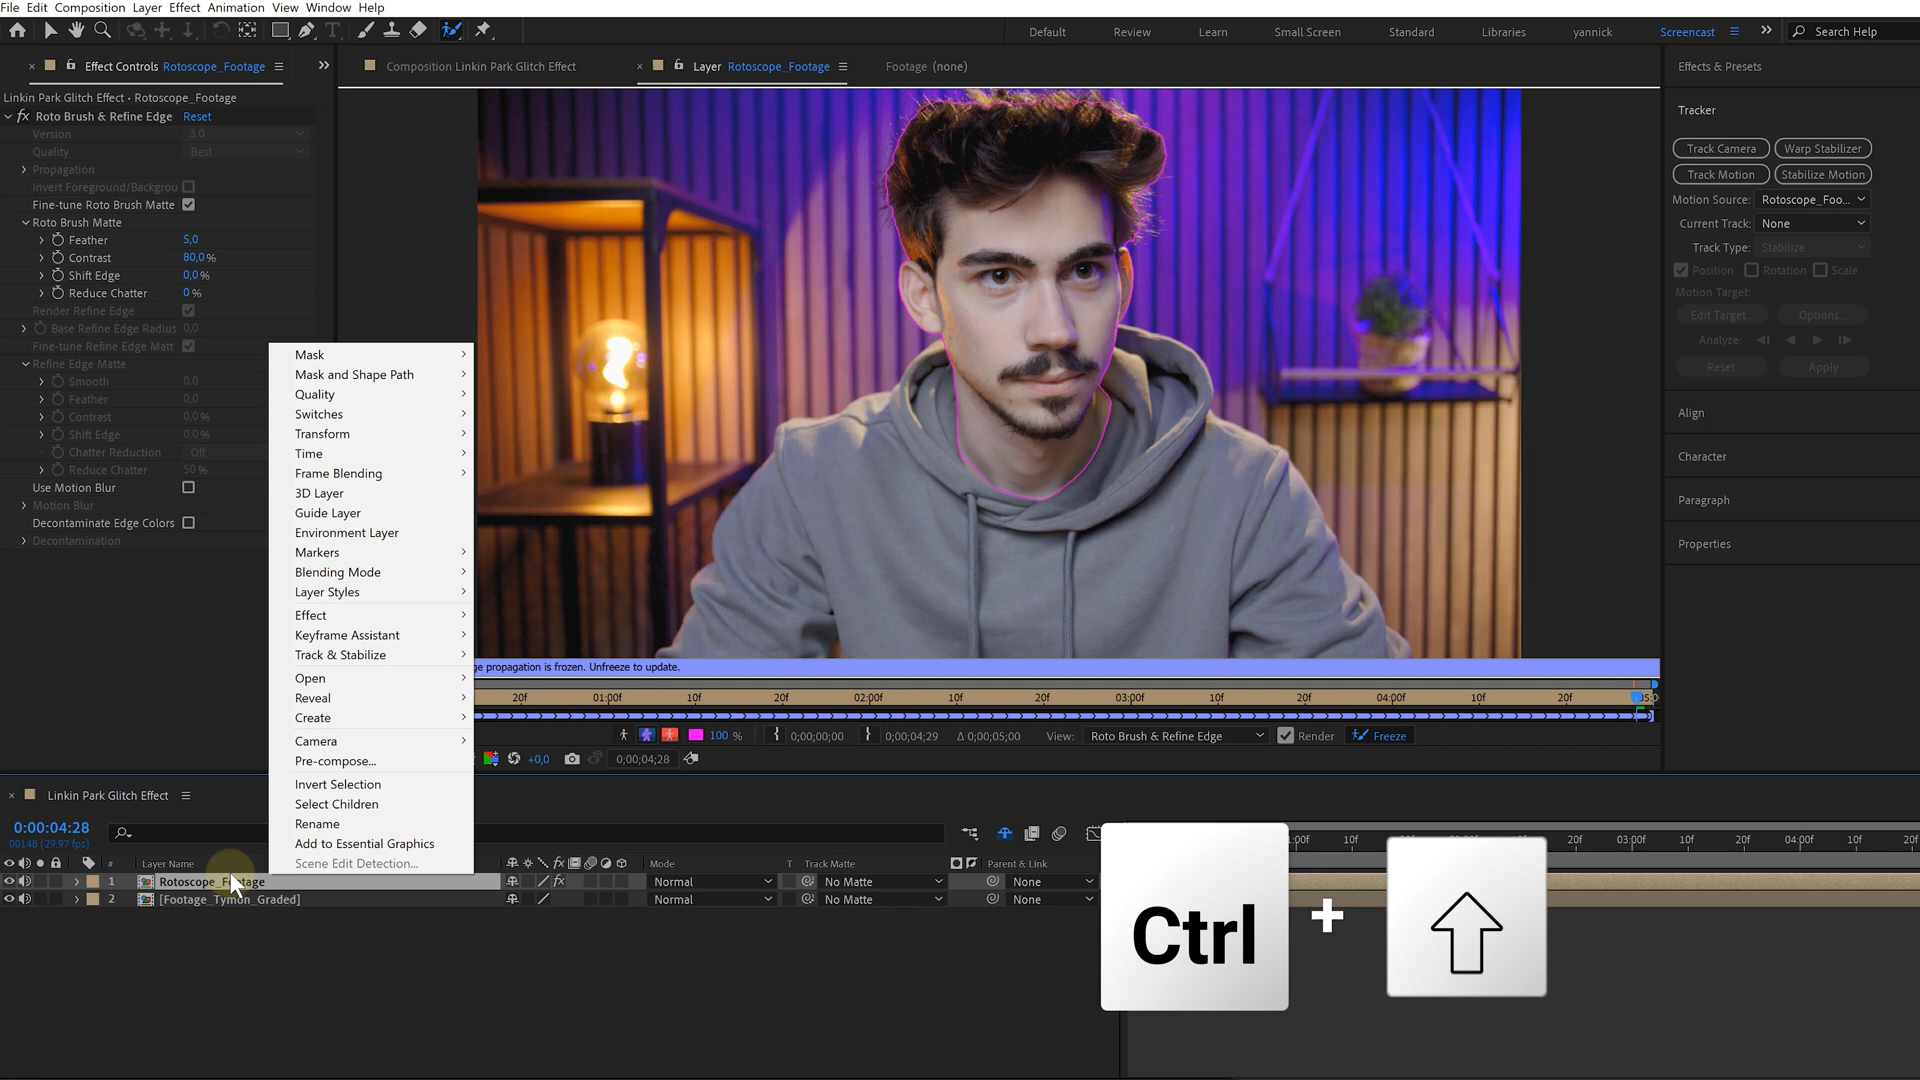 File Edit Composition Layer Effect Animation View Window Help
Default Review Learn Small Screen Standard Libraries yannick Screencast Search Help
Effect Controls Rotoscope_Footage
Composition Linkin Park Glitch Effect
Layer Rotoscope_Footage
Footage (none)
Linkin Park Glitch Effect • Rotoscope_Footage
fx Roto Brush & Refine Edge Reset
Version 3.0
Quality Best
Propagation
Invert Foreground/Backgrou
Fine-tune Roto Brush Matte
Roto Brush Matte
Feather 5,0
Contrast 80,0 %
Shift Edge 0,0 %
Reduce Chatter 0 %
Render Refine Edge
Base Refine Edge Radius 0,0
Fine-tune Refine Edge Matt
Refine Edge Matte
Smooth 0,0
Feather 0,0
Contrast 0,0 %
Shift Edge 0,0 %
Chatter Reduction Off
Reduce Chatter 50 %
Use Motion Blur
Motion Blur
Decontaminate Edge Colors
Decontamination
Mask
Mask and Shape Path
Quality
Switches
Transform
Time
Frame Blending
3D Layer
Guide Layer
Environment Layer
Markers
Blending Mode
Layer Styles
Effect
Keyframe Assistant
Track & Stabilize
Open
Reveal
Create
Camera
Pre-compose...
Invert Selection
Select Children
Rename
Add to Essential Graphics
Scene Edit Detection...
ge propagation is frozen. Unfreeze to update.
20f 01:00f 10f 20f 02:00f 10f 20f 03:00f 10f 20f 04:00f 10f 20f
100 % 0;00;00;00 0;00;04;29 Δ 0;00;05;00 View: Roto Brush & Refine Edge Render Freeze
+0,0 0;00;04;28
Effects & Presets
Tracker
Track Camera Warp Stabilizer
Track Motion Stabilize Motion
Motion Source: Rotoscope_Foo...
Current Track: None
Track Type: Stabilize
Position Rotation Scale
Motion Target:
Edit Target... Options...
Analyze:
Reset Apply
Align
Character
Paragraph
Properties
Linkin Park Glitch Effect
0:00:04:28
00148 (29.97 fps)
# Layer Name fx Mode T Track Matte Parent & Link
1 Rotoscope_Footage fx Normal No Matte None
2 [Footage_Tymon_Graded] Normal No Matte None
:00f 10f 20f 02:00f 10f 20f 03:00f 10f 20f 04:00f 10f 20f
Ctrl +